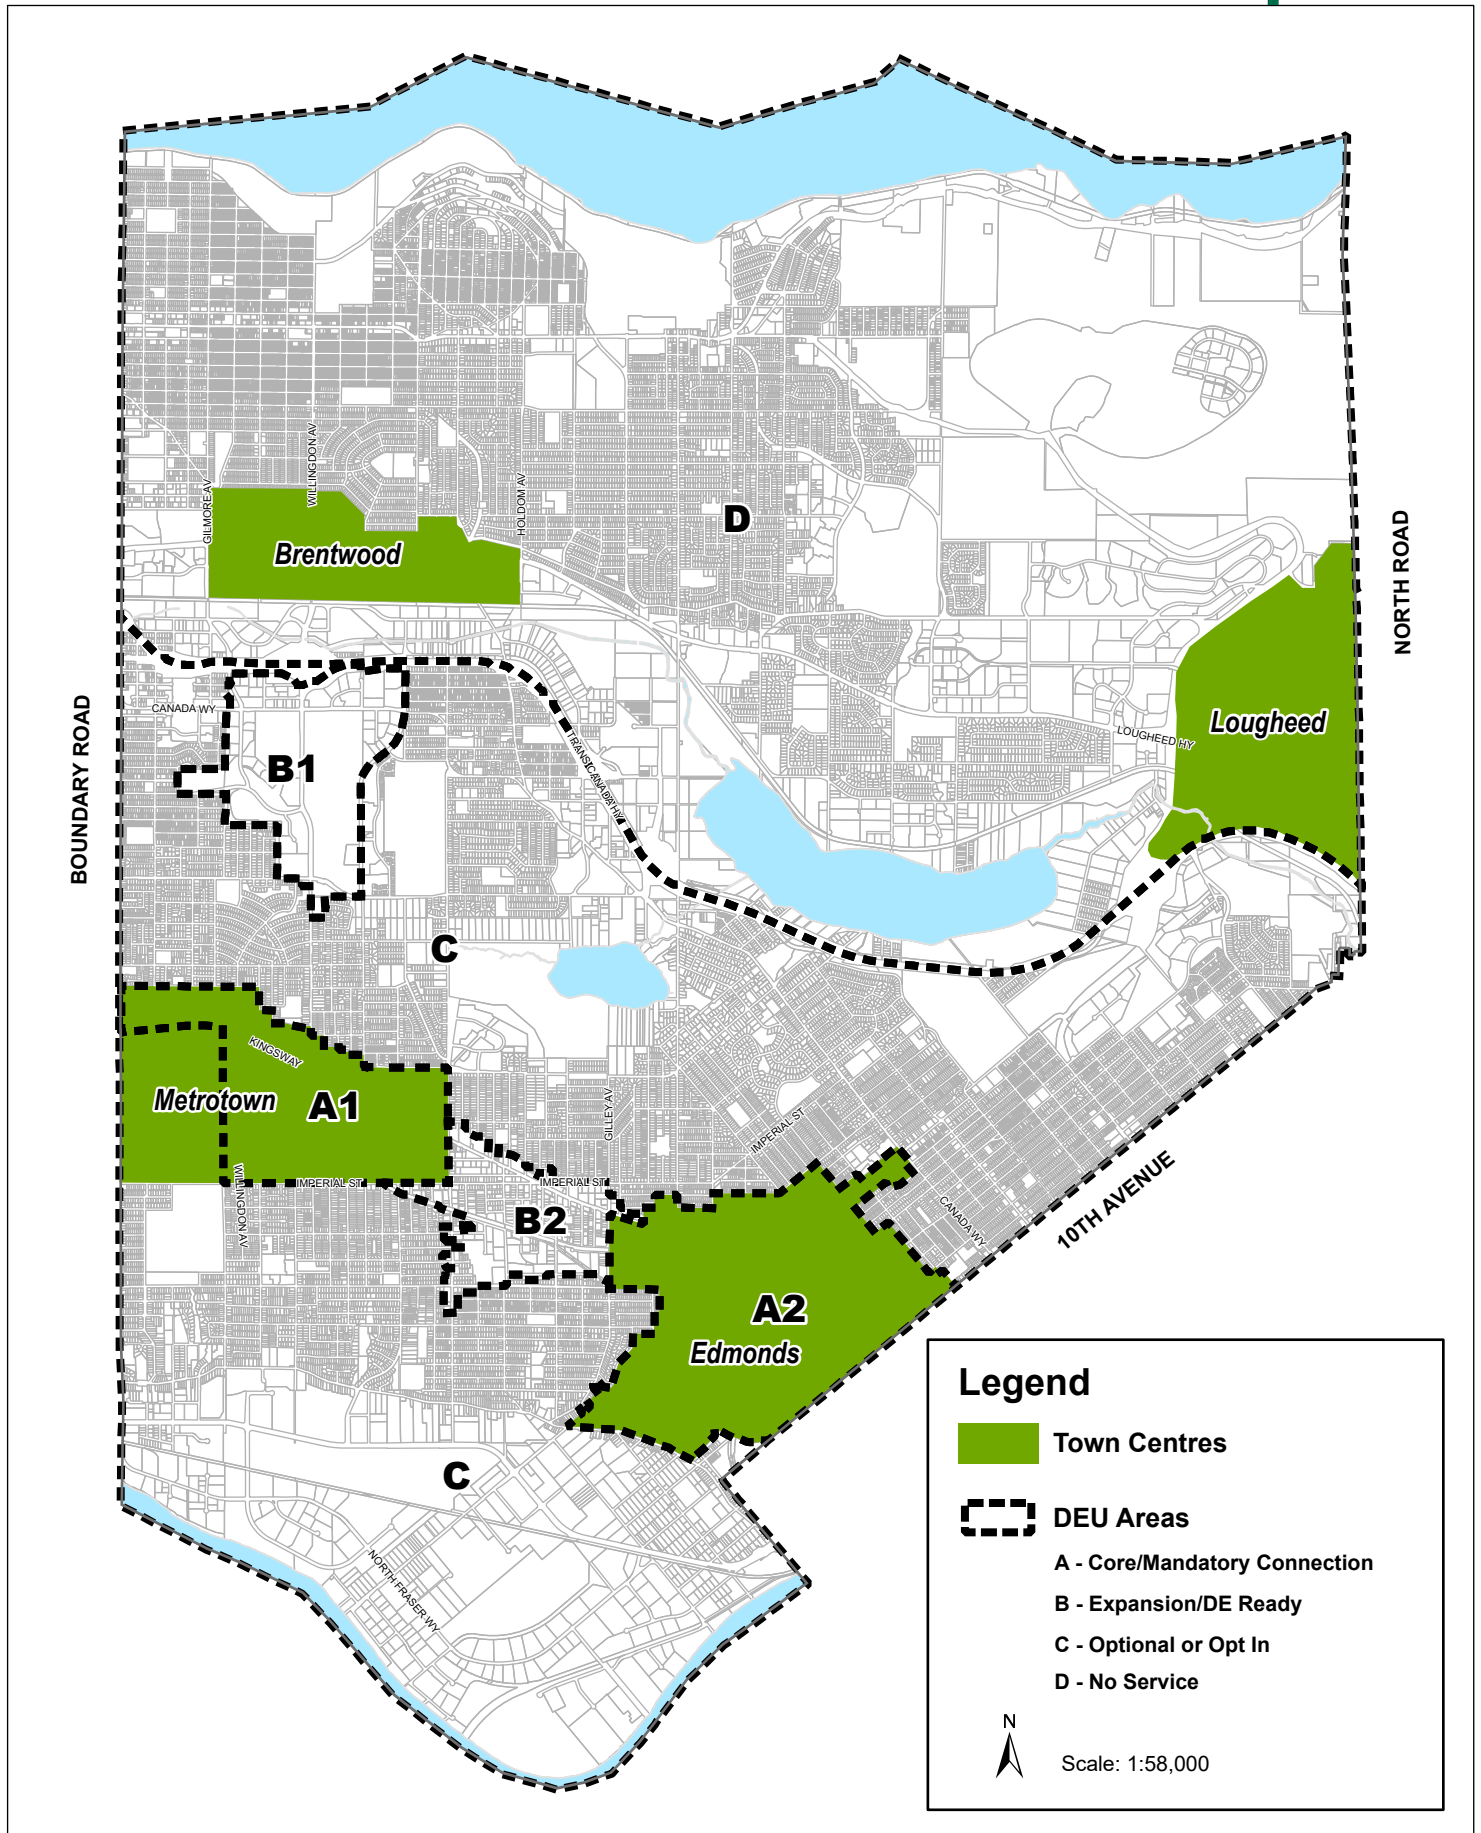 WILLINGDON AV
GILMORE AV
HOLDOM AV
Brentwood
D
NORTH ROAD
BOUNDARY ROAD
CANADA WY
B1
TRANS CANADA HY
LOUGHEED HY
Lougheed
C
KINGSWAY
Metrotown
A1
GILLEY AV
IMPERIAL ST
WILLINGDON AV
IMPERIAL ST
IMPERIAL ST
B2
CANADA WY
10TH AVENUE
A2
Edmonds
C
NORTH FRASER WY
Legend
Town Centres
DEU Areas
A - Core/Mandatory Connection
B - Expansion/DE Ready
C - Optional or Opt In
D - No Service
N
Scale: 1:58,000